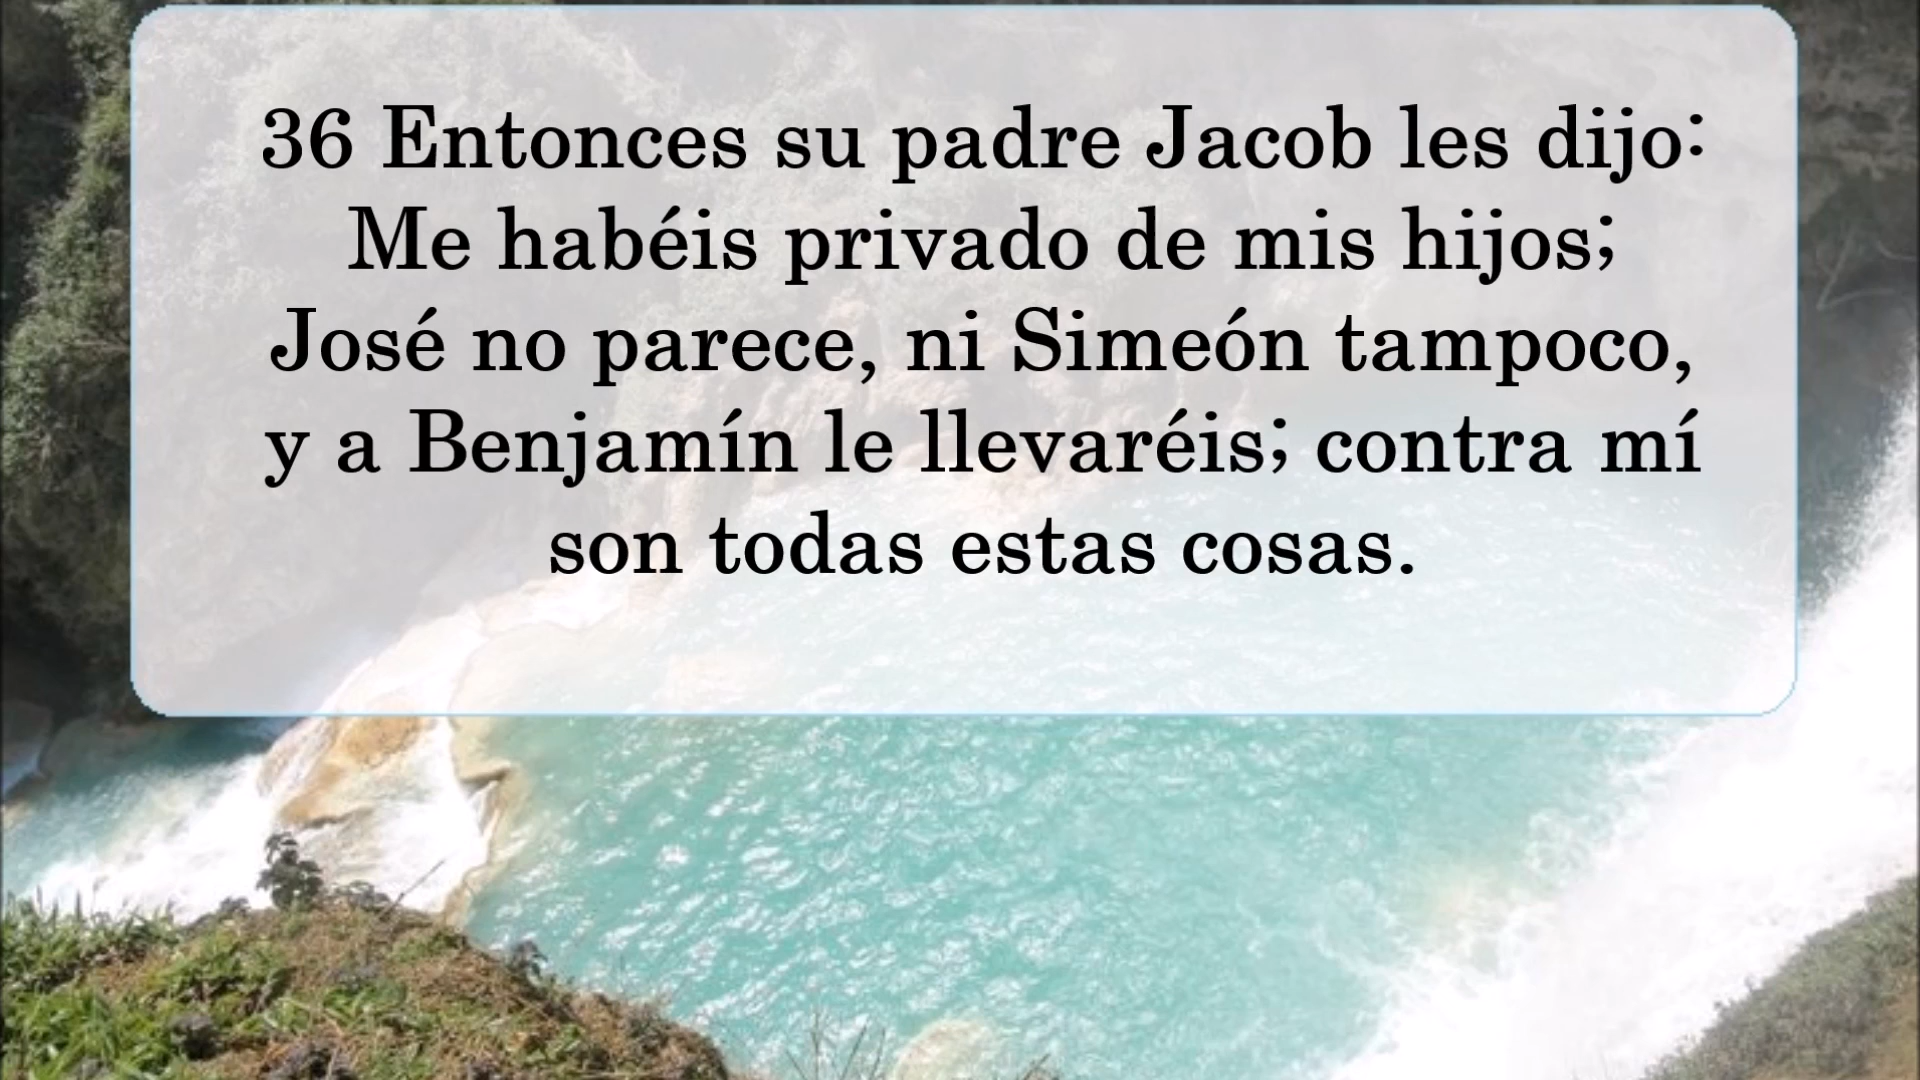 36 Entonces su padre Jacob les dijo:
Me habéis privado de mis hijos;
José no parece, ni Simeón tampoco,
y a Benjamín le llevaréis; contra mí
son todas estas cosas.